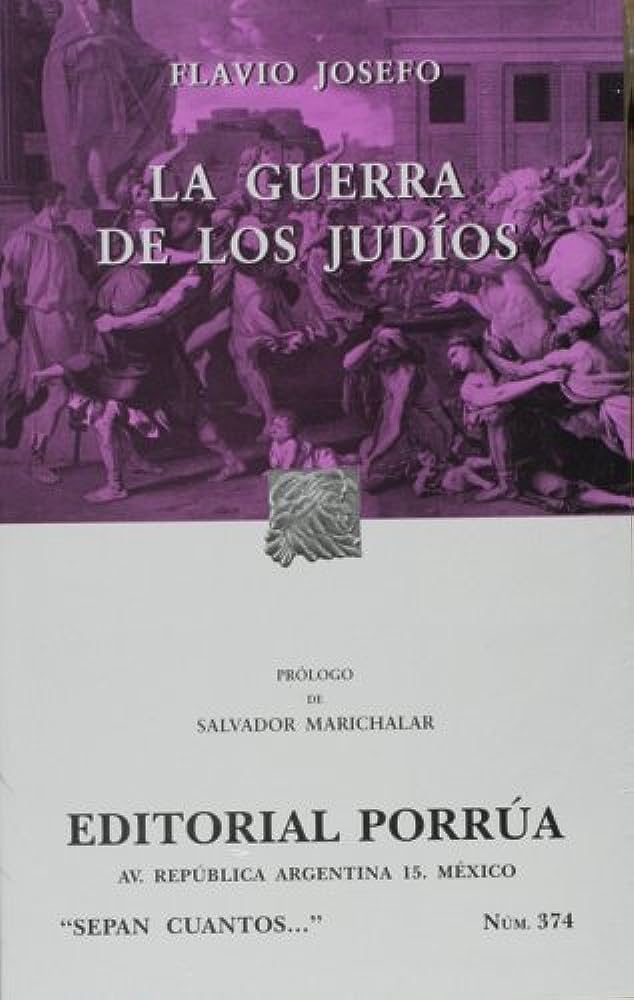 FLAVIO JOSEFO
LA GUERRA
DE LOS JUDÍOS
PRÓLOGO
DE
SALVADOR MARICHALAR
EDITORIAL PORRÚA
AV. REPÚBLICA ARGENTINA 15. MÉXICO
“SEPAN CUANTOS...” NÚM. 374